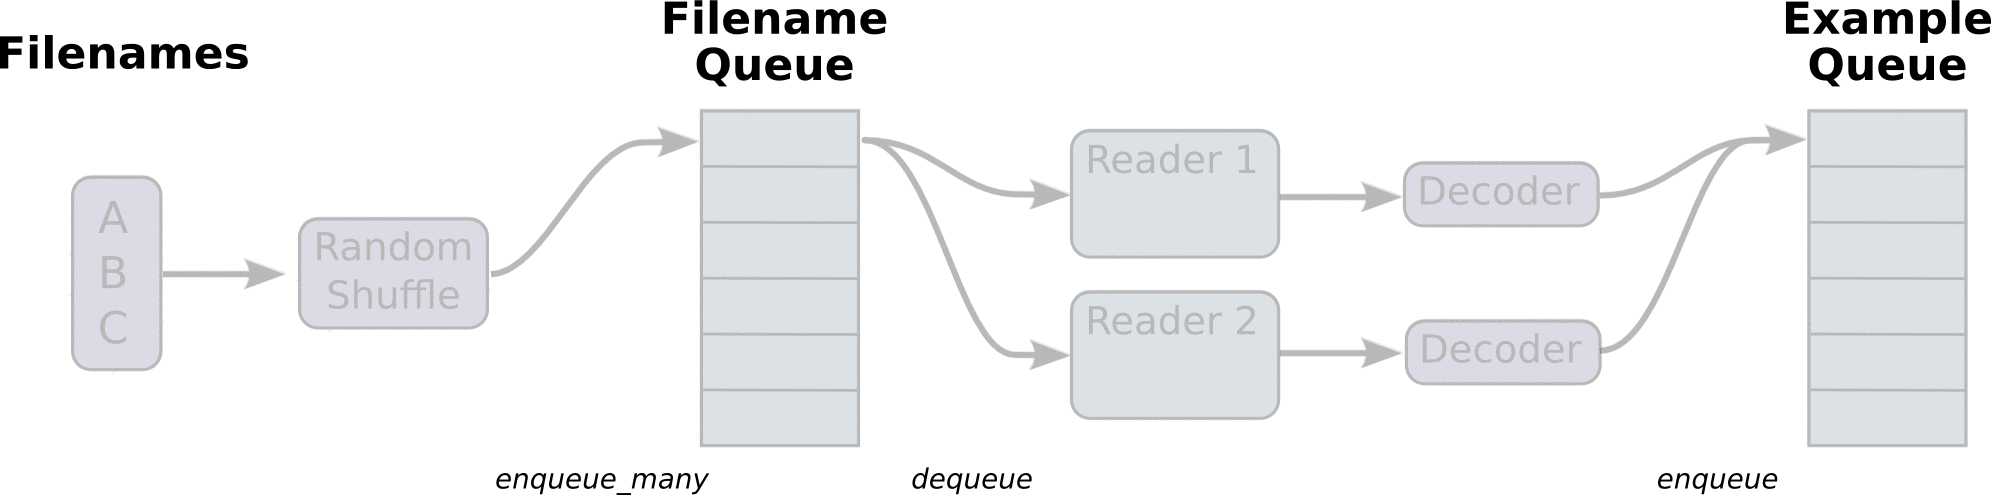 Filenames
A
B
C
Random
Shuffle
enqueue_many
Filename
Queue
dequeue
Reader 1
Decoder
Reader 2
Decoder
enqueue
Example
Queue